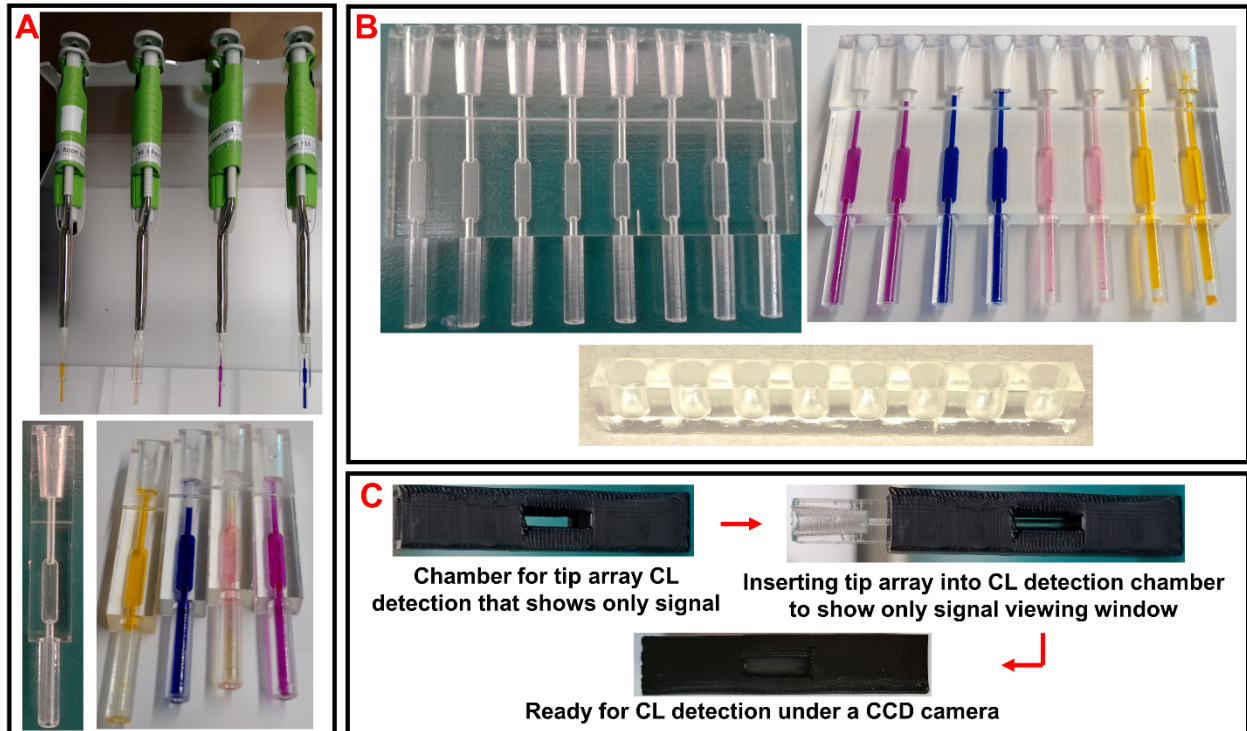 A
B
C
Chamber for tip array CL
detection that shows only signal
Inserting tip array into CL detection chamber
to show only signal viewing window
Ready for CL detection under a CCD camera